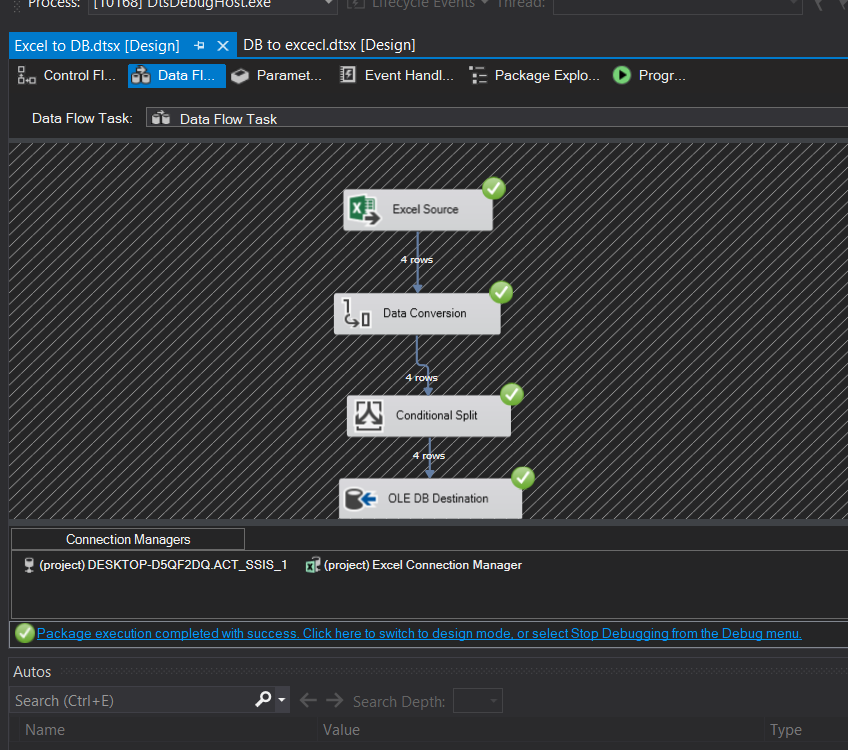 Process: [10168] DtsDebugHost.exe Lifecycle Events Thread:
Excel to DB.dtsx [Design] DB to excecl.dtsx [Design]
Control Fl... Data Fl... Paramet... Event Handl... Package Explo... Progr...
Data Flow Task: Data Flow Task
Excel Source
4 rows
Data Conversion
4 rows
Conditional Split
4 rows
OLE DB Destination
Connection Managers
(project) DESKTOP-D5QF2DQ.ACT_SSIS_1 (project) Excel Connection Manager
Package execution completed with success. Click here to switch to design mode, or select Stop Debugging from the Debug menu.
Autos
Search (Ctrl+E) Search Depth:
Name Value Type